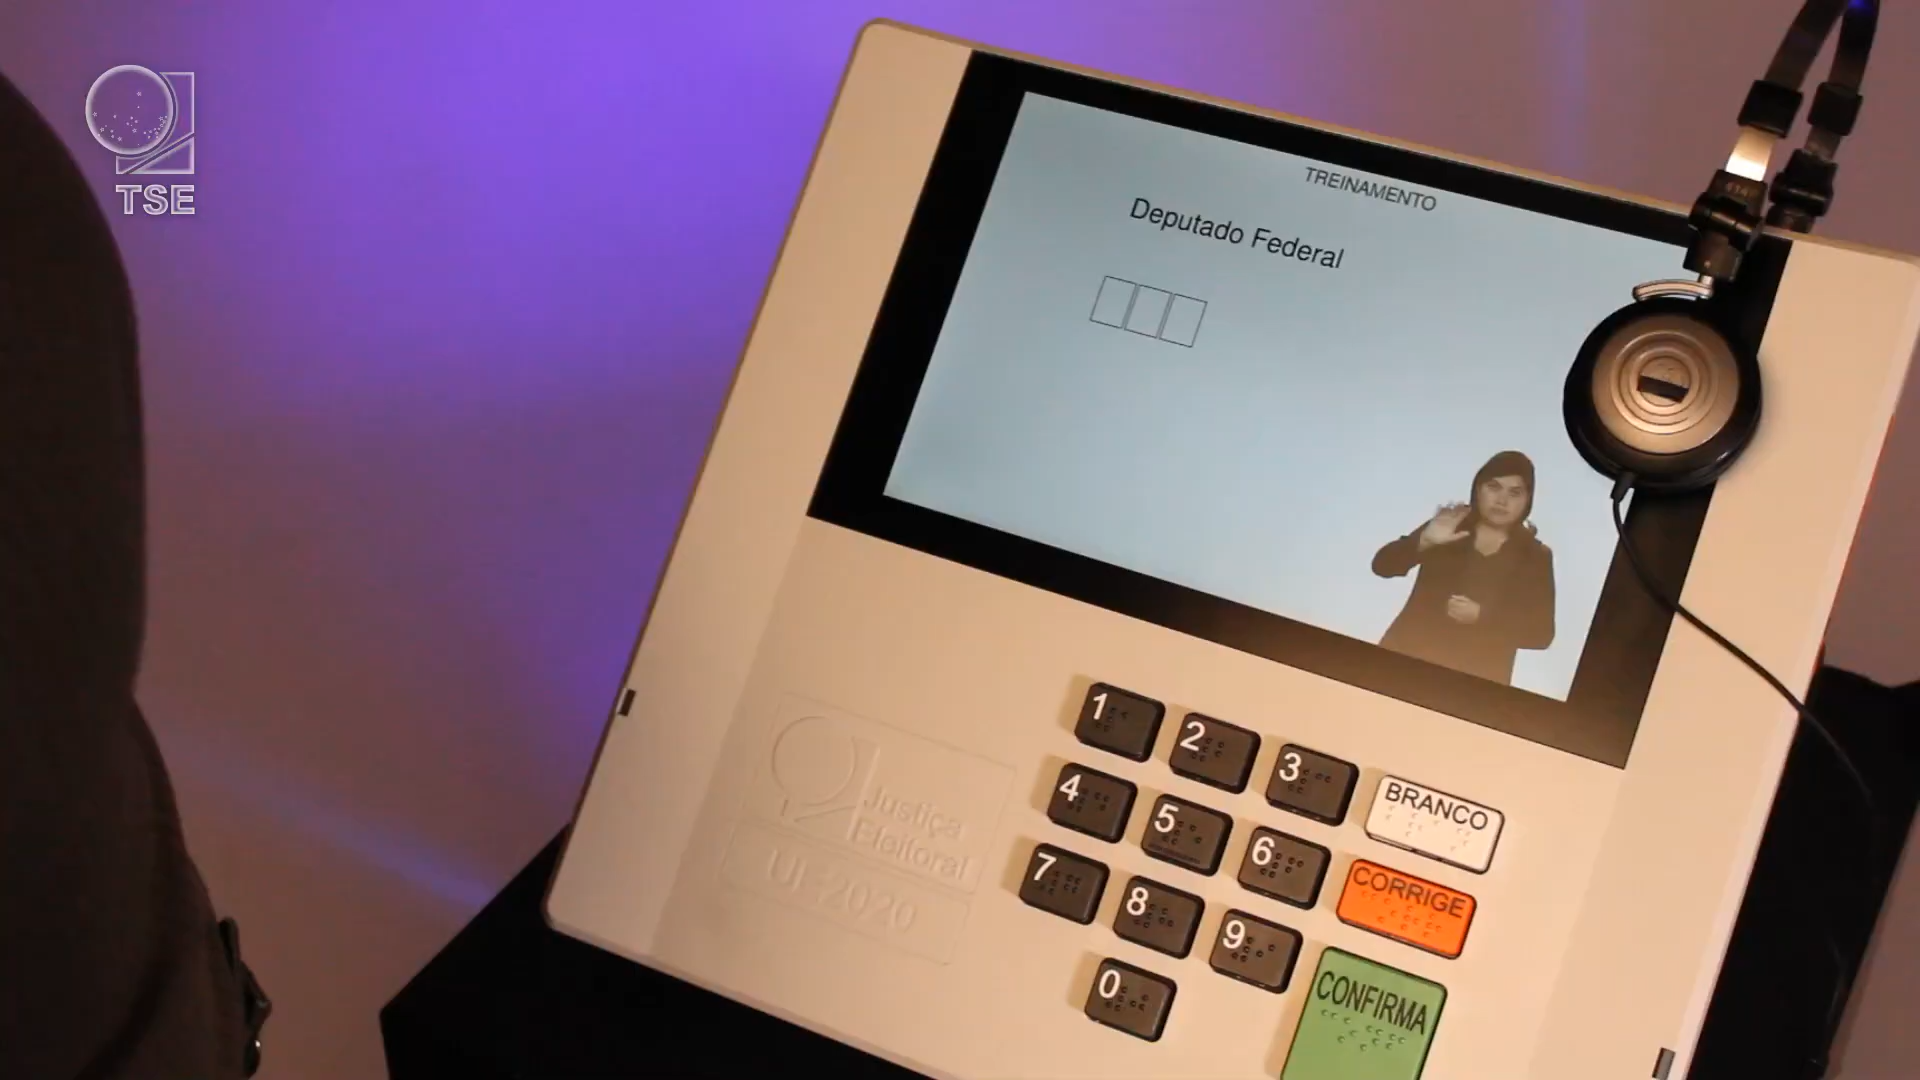 TSE
TREINAMENTO
Deputado Federal
1
2
3
BRANCO
4
5
6
CORRIGE
7
8
9
CONFIRMA
0
Justiça
Eleitoral
UE2020